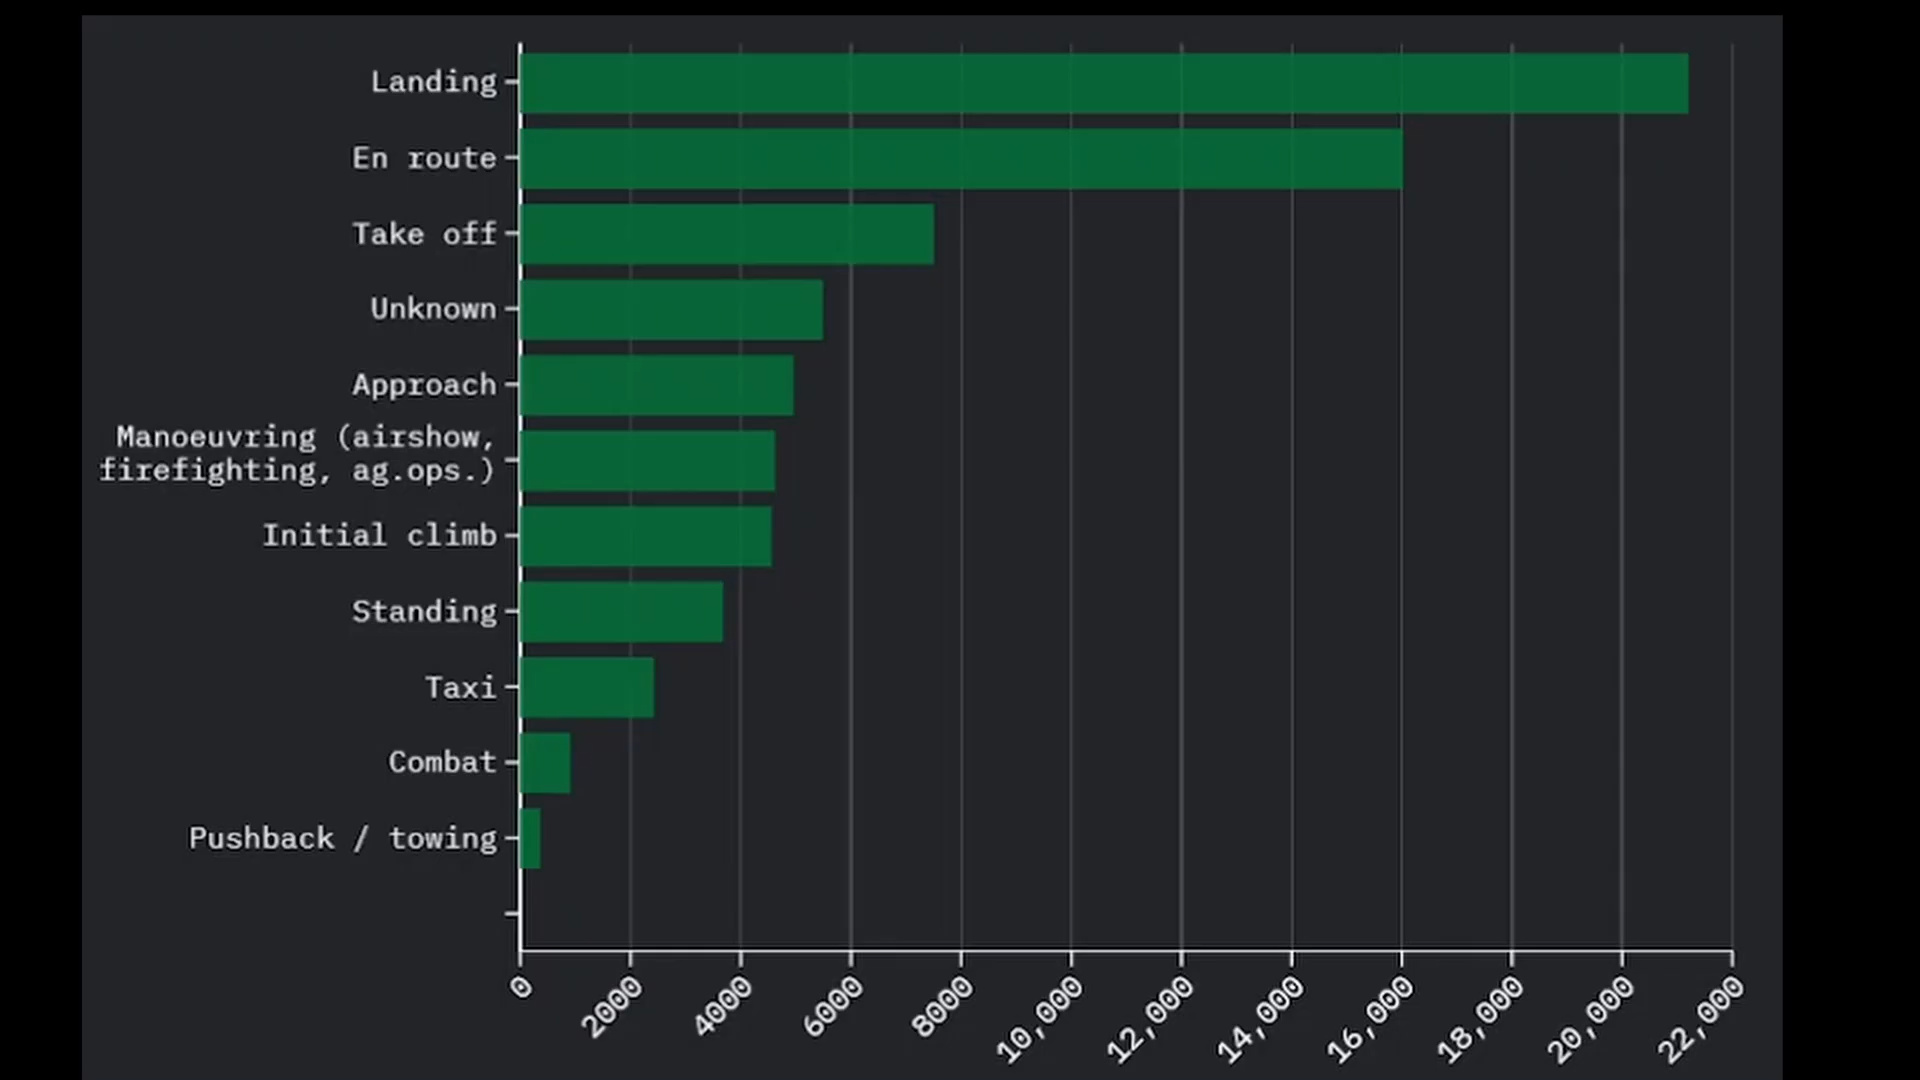 Landing
En route
Take off
Unknown
Approach
Manoeuvring (airshow,
firefighting, ag.ops.)
Initial climb
Standing
Taxi
Combat
Pushback / towing
0
2000
4000
6000
8000
10,000
12,000
14,000
16,000
18,000
20,000
22,000